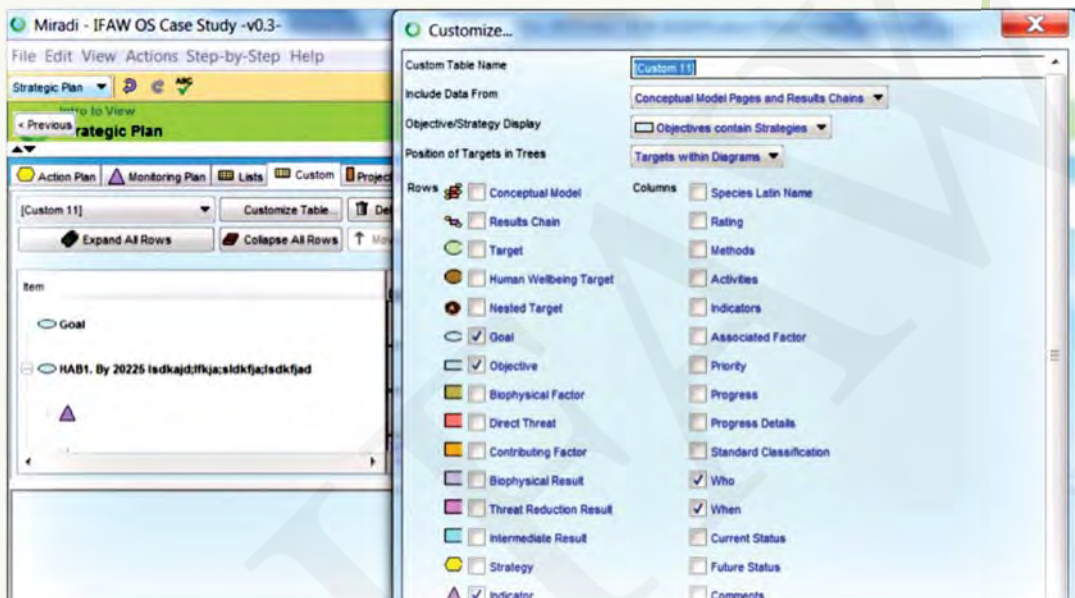 Miradi - IFAW OS Case Study -v0.3-
File Edit View Actions Step-by-Step Help
Strategic Plan
ABC
Intro to View
< Previous
rategic Plan
Action Plan Monitoring Plan Lists Custom Project
[Custom 11] Customize Table... Del
Expand All Rows Collapse All Rows Mov
Item
Goal
HAB1. By 20225 lsdkajd;lfkja;sldkfja;lsdkfjad
Customize...
X
Custom Table Name [Custom 11]
Include Data From Conceptual Model Pages and Results Chains
Objective/Strategy Display Objectives contain Strategies
Position of Targets in Trees Targets within Diagrams
Rows Conceptual Model Columns Species Latin Name
Results Chain Rating
Target Methods
Human Wellbeing Target Activities
Nested Target Indicators
Goal Associated Factor
Objective Priority
Biophysical Factor Progress
Direct Threat Progress Details
Contributing Factor Standard Classification
Biophysical Result Who
Threat Reduction Result When
Intermediate Result Current Status
Strategy Future Status
Indicator Comments